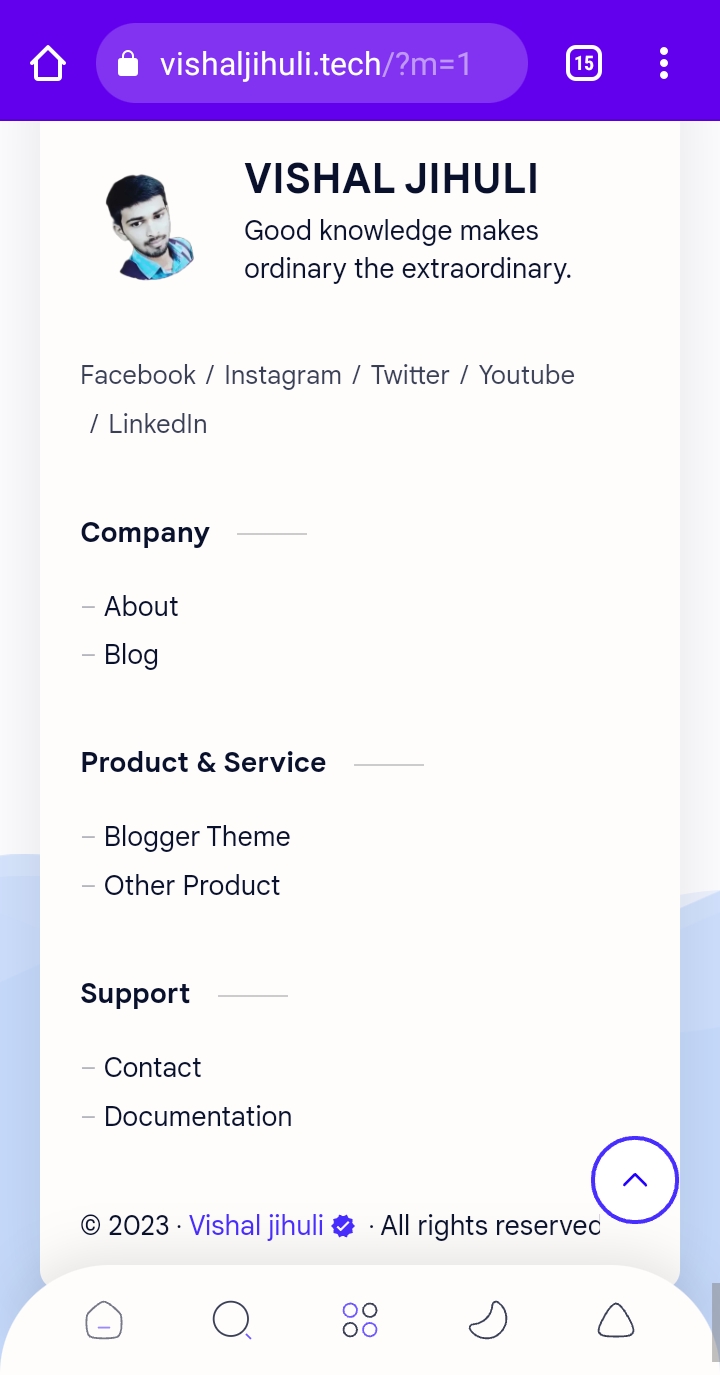 vishaljihuli.tech/?m=1
15
VISHAL JIHULI
Good knowledge makes
ordinary the extraordinary.
Facebook / Instagram / Twitter / Youtube
/ LinkedIn
Company
– About
– Blog
Product & Service
– Blogger Theme
– Other Product
Support
– Contact
– Documentation
© 2023 · Vishal jihuli · All rights reserved